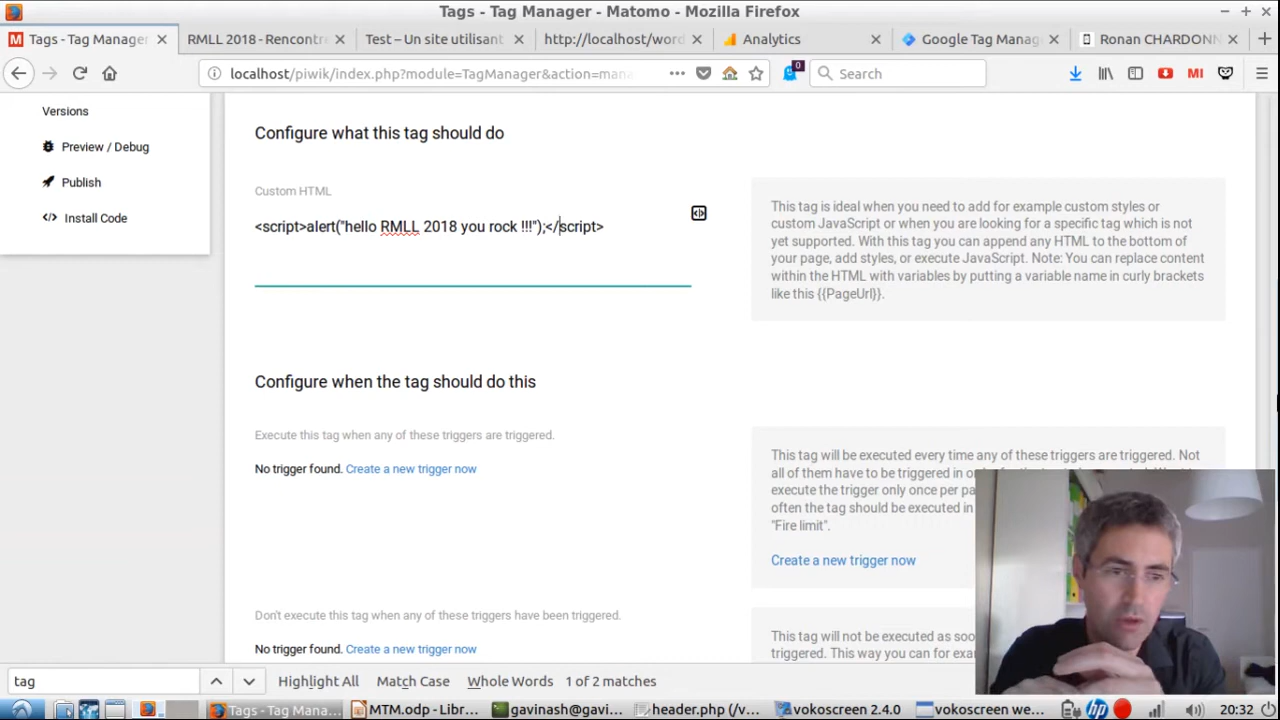 Tags - Tag Manager - Matomo - Mozilla Firefox
Tags - Tag Manager
RMLL 2018 - Rencontre
Test – Un site utilisant
http://localhost/word
Analytics
Google Tag Manag
Ronan CHARDONN
localhost/piwik/index.php?module=TagManager&action=mana
Search
0
MI
Versions
Preview / Debug
Publish
Install Code
Configure what this tag should do
Custom HTML
<script>alert("hello RMLL 2018 you rock !!!");</script>
This tag is ideal when you need to add for example custom styles or
custom JavaScript or when you are looking for a specific tag which is not
yet supported. With this tag you can append any HTML to the bottom of
your page, add styles, or execute JavaScript. Note: You can replace content
within the HTML with variables by putting a variable name in curly brackets
like this {{PageUrl}}.
Configure when the tag should do this
Execute this tag when any of these triggers are triggered.
No trigger found. Create a new trigger now
This tag will be executed every time any of these triggers are triggered. Not
all of them have to be triggered in
execute the trigger only once per pa
often the tag should be executed in
"Fire limit".
Create a new trigger now
Don't execute this tag when any of these triggers have been triggered.
No trigger found. Create a new trigger now
This tag will not be executed as soo
triggered. This way you can for exa
tag
Highlight All
Match Case
Whole Words
1 of 2 matches
Tags - Tag Mana...
MTM.odp - Libr...
gavinash@gavi...
header.php (/v...
vokoscreen 2.4.0
vokoscreen we...
hp
20:32